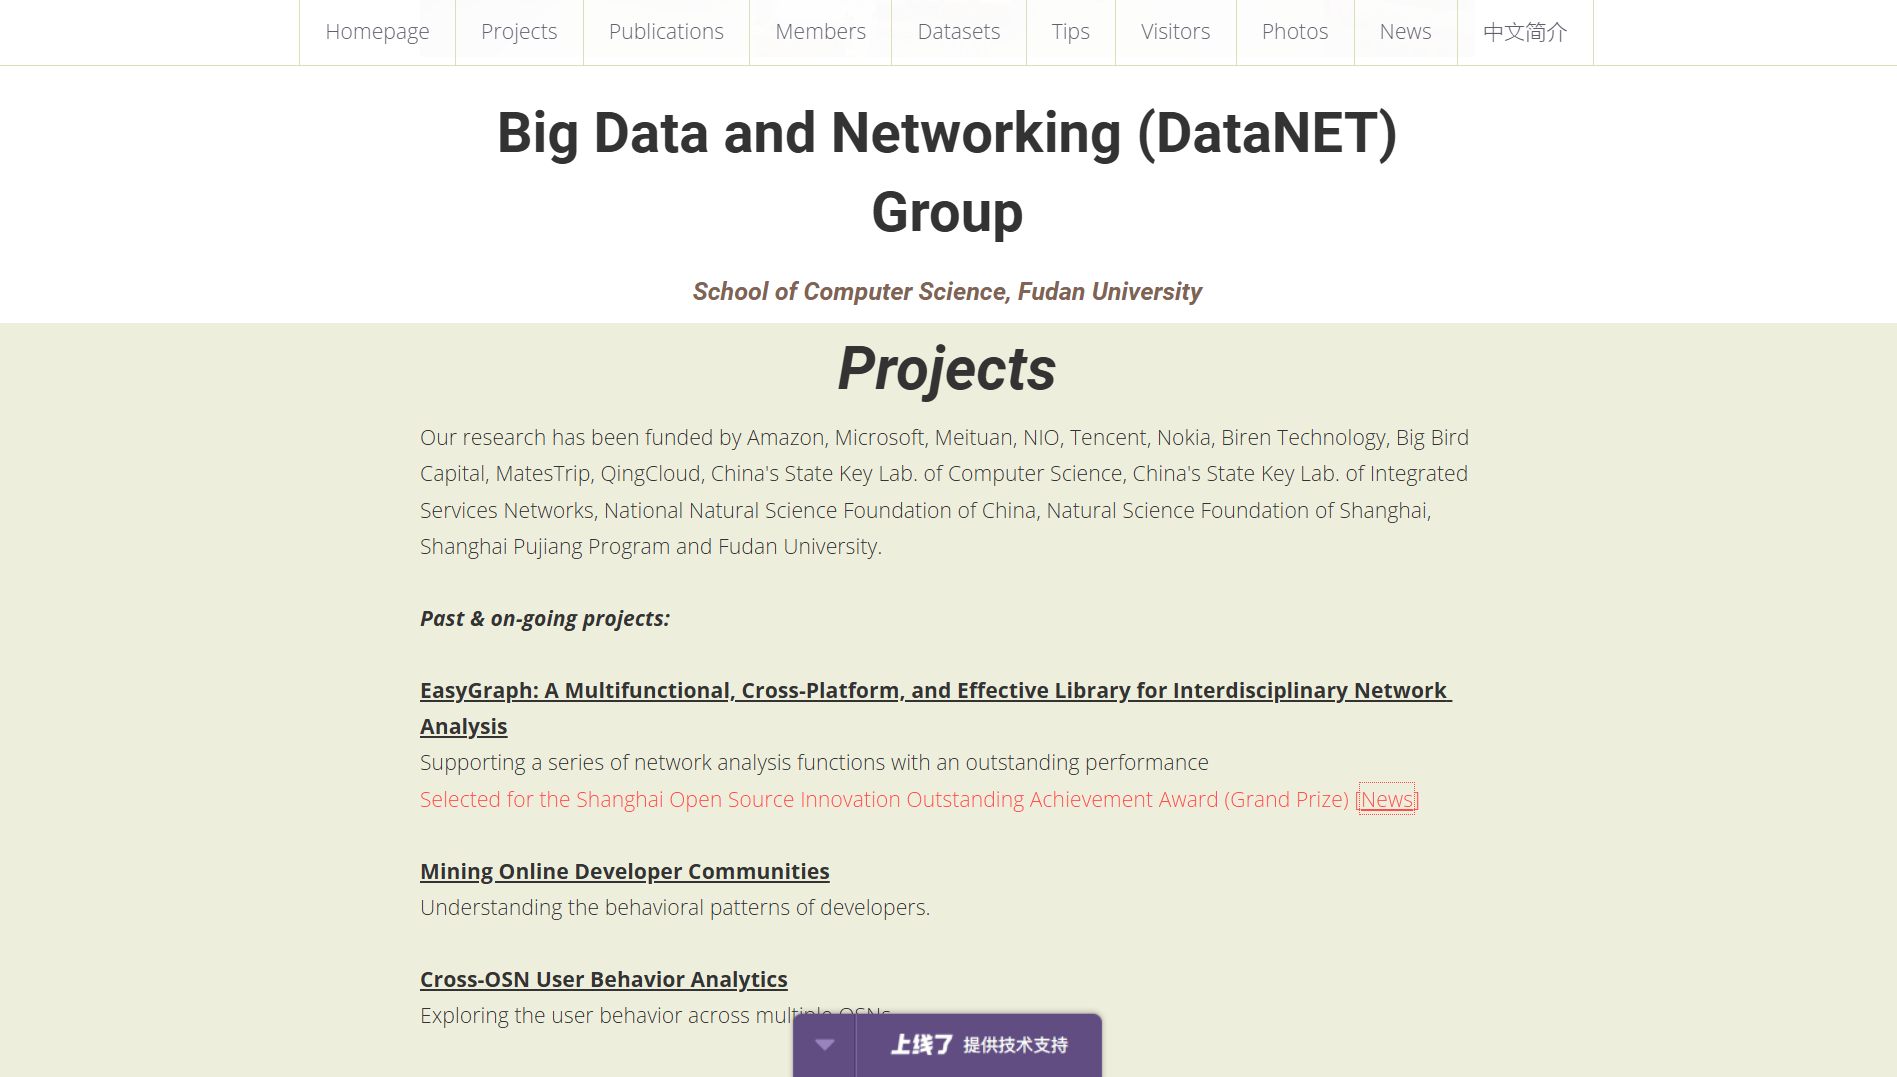 Homepage
Projects
Publications
Members
Datasets
Tips
Visitors
Photos
News
中文简介
Big Data and Networking (DataNET)
Group
School of Computer Science, Fudan University
Projects
Our research has been funded by Amazon, Microsoft, Meituan, NIO, Tencent, Nokia, Biren Technology, Big Bird
Capital, MatesTrip, QingCloud, China's State Key Lab. of Computer Science, China's State Key Lab. of Integrated
Services Networks, National Natural Science Foundation of China, Natural Science Foundation of Shanghai,
Shanghai Pujiang Program and Fudan University.
Past & on-going projects:
EasyGraph: A Multifunctional, Cross-Platform, and Effective Library for Interdisciplinary Network
Analysis
Supporting a series of network analysis functions with an outstanding performance
Selected for the Shanghai Open Source Innovation Outstanding Achievement Award (Grand Prize) [News]
Mining Online Developer Communities
Understanding the behavioral patterns of developers.
Cross-OSN User Behavior Analytics
Exploring the user behavior across multiple OSNs
上线了 提供技术支持